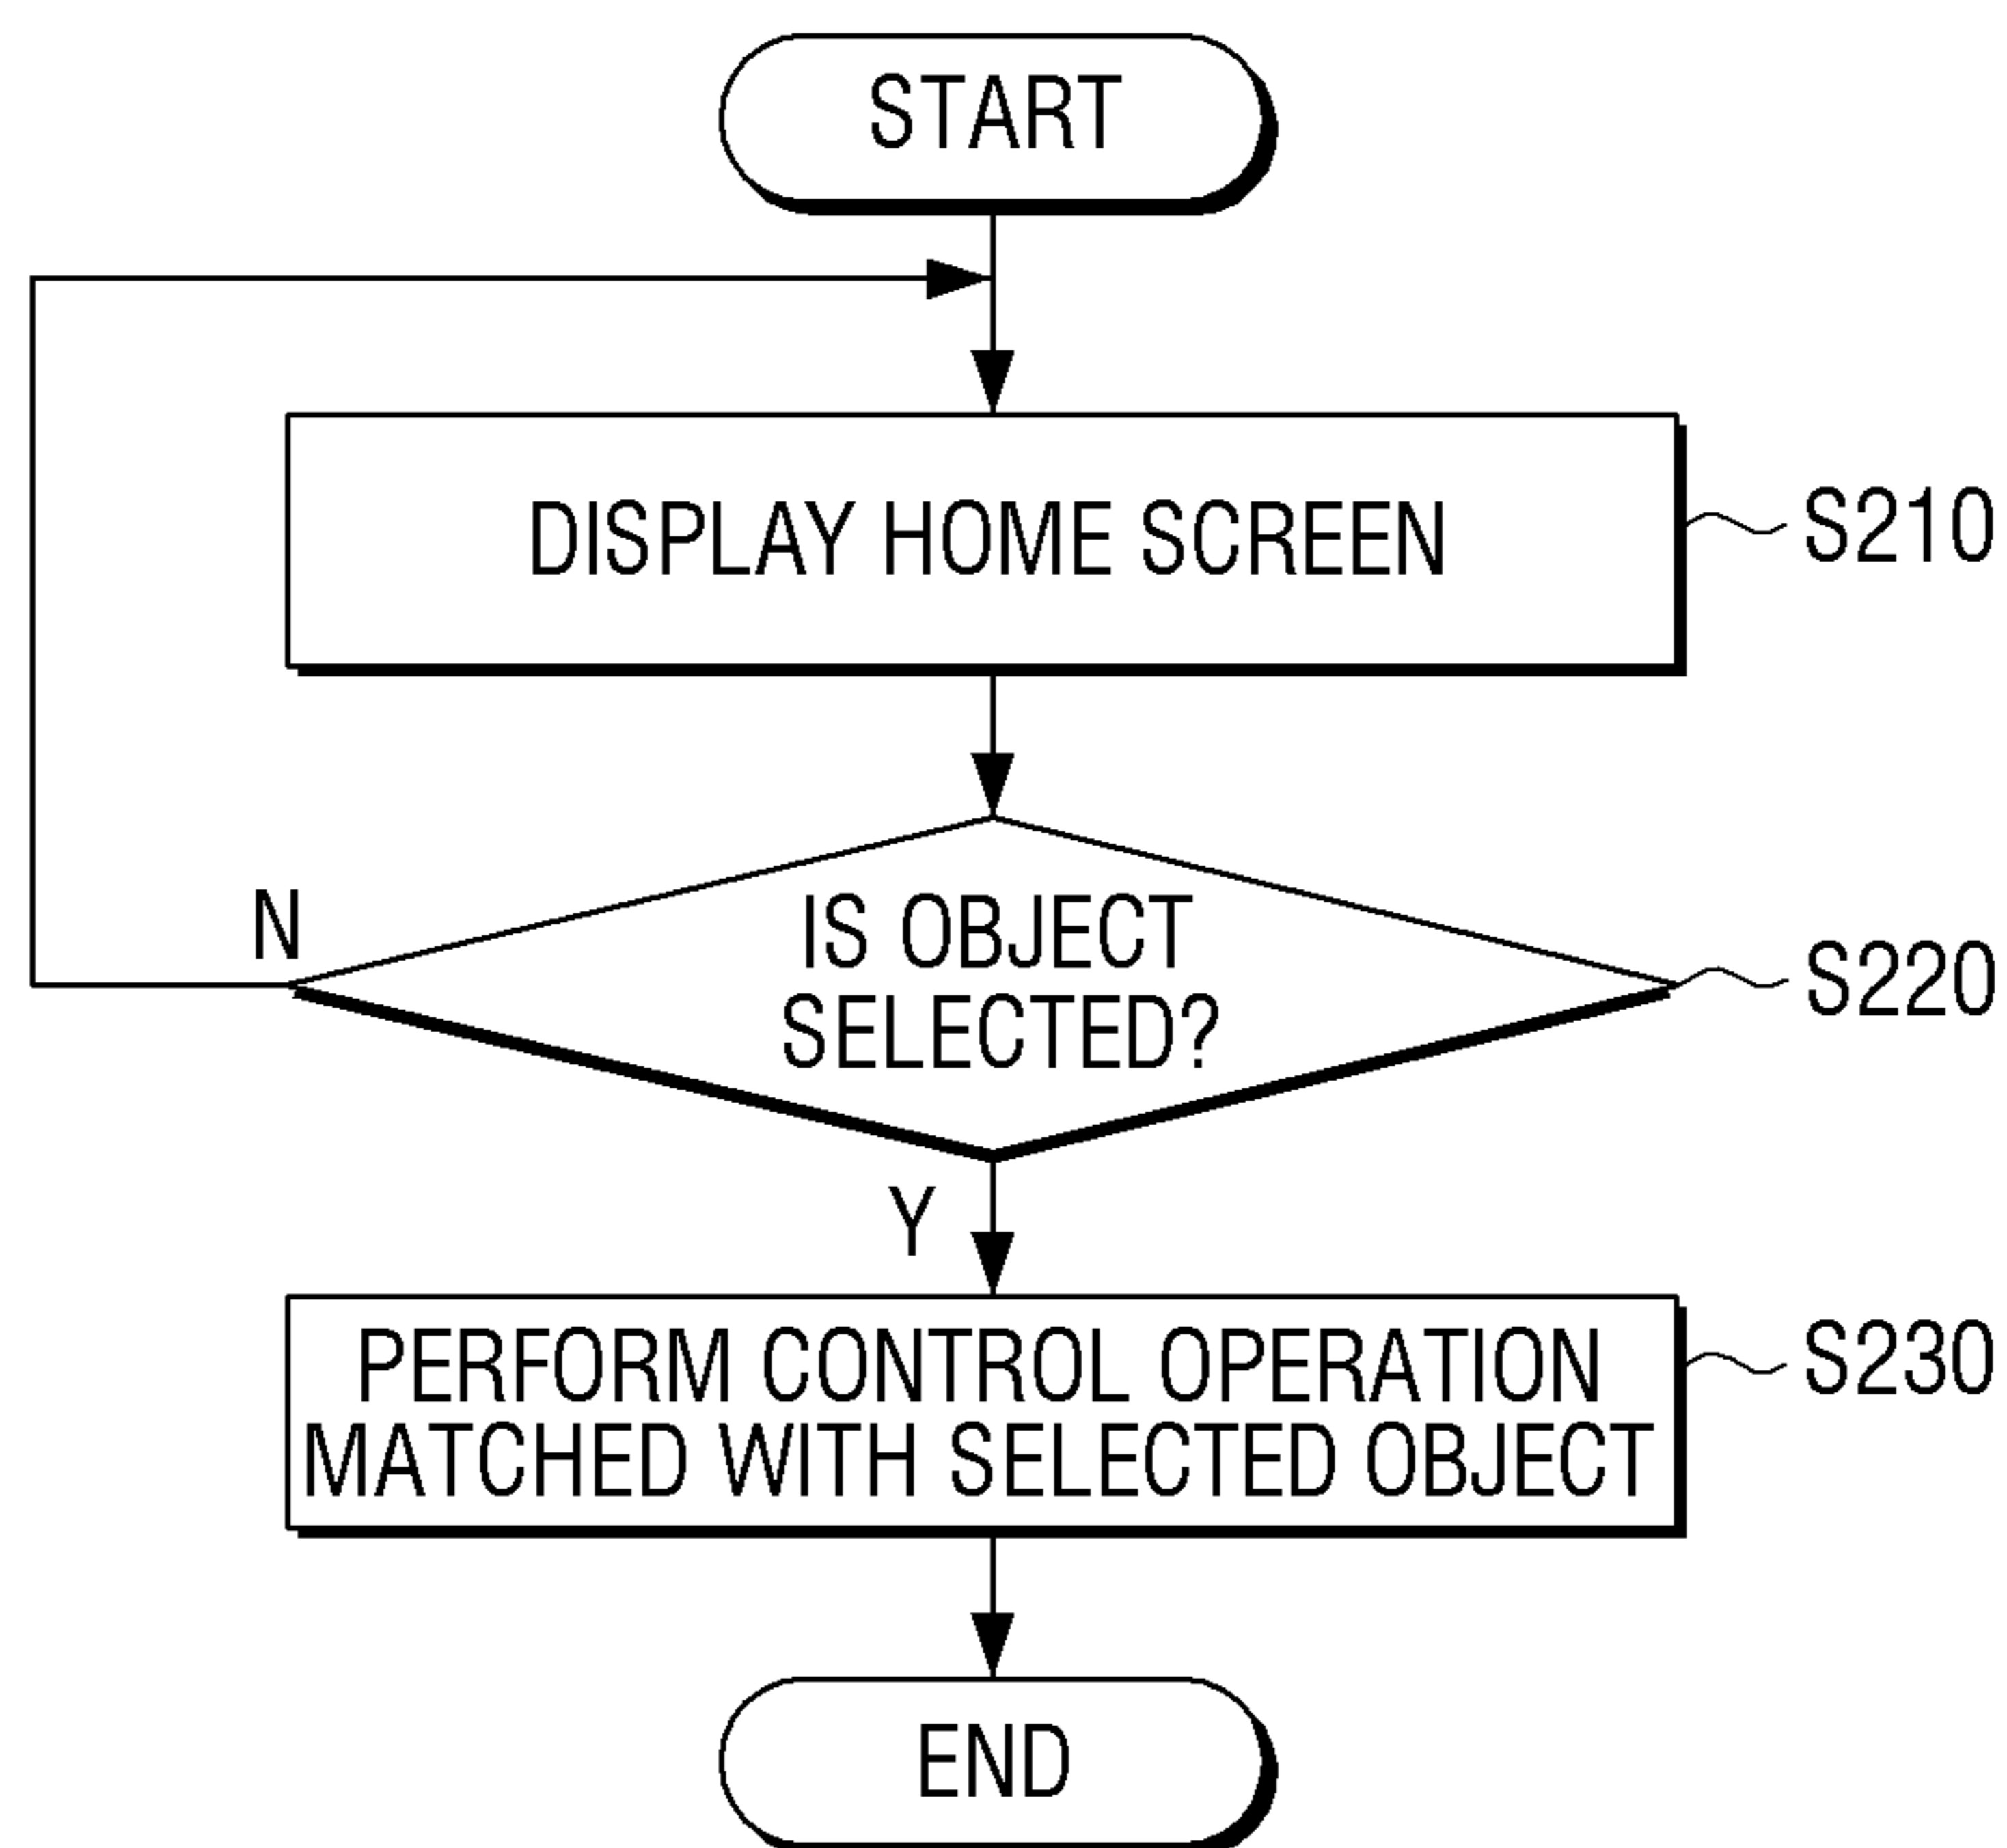 START
DISPLAY HOME SCREEN
S210
N
IS OBJECT
SELECTED?
S220
Y
PERFORM CONTROL OPERATION
MATCHED WITH SELECTED OBJECT
S230
END